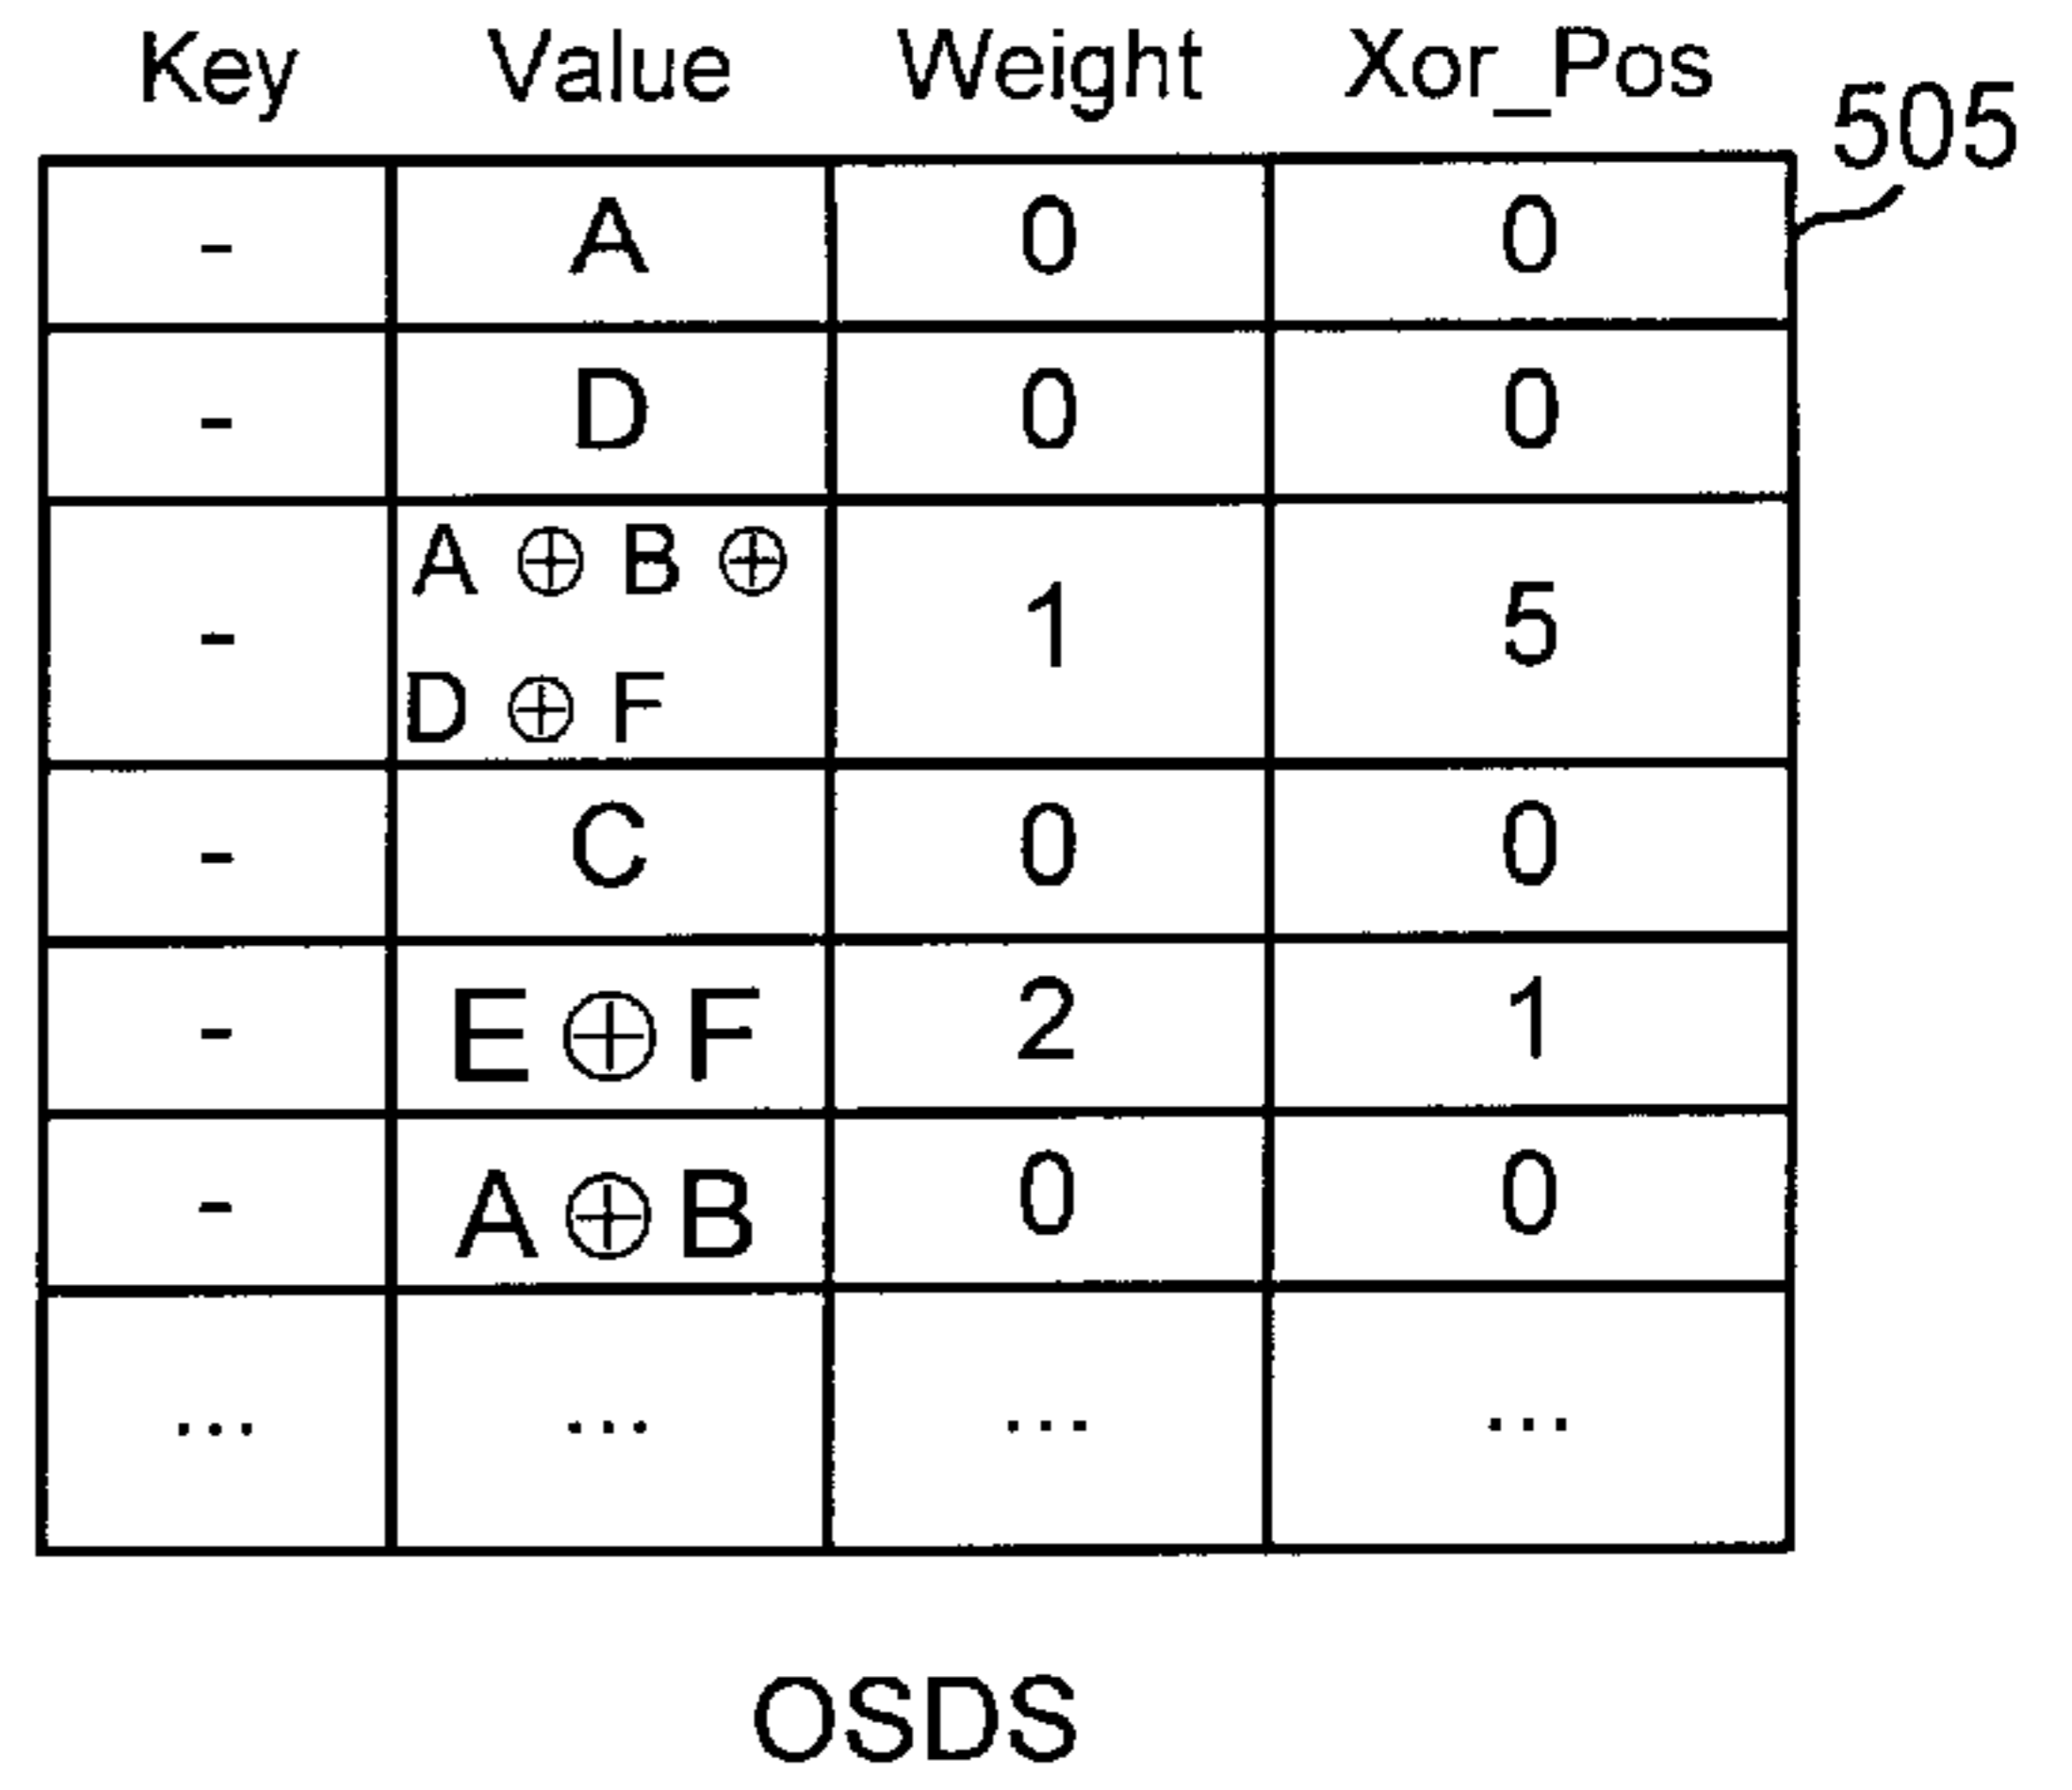 Key Value Weight Xor_Pos
505
- A 0 0
- D 0 0
- A ⊕ B ⊕ 1 5
D ⊕ F
- C 0 0
- E ⊕ F 2 1
- A ⊕ B 0 0
... ... ... ...
OSDS